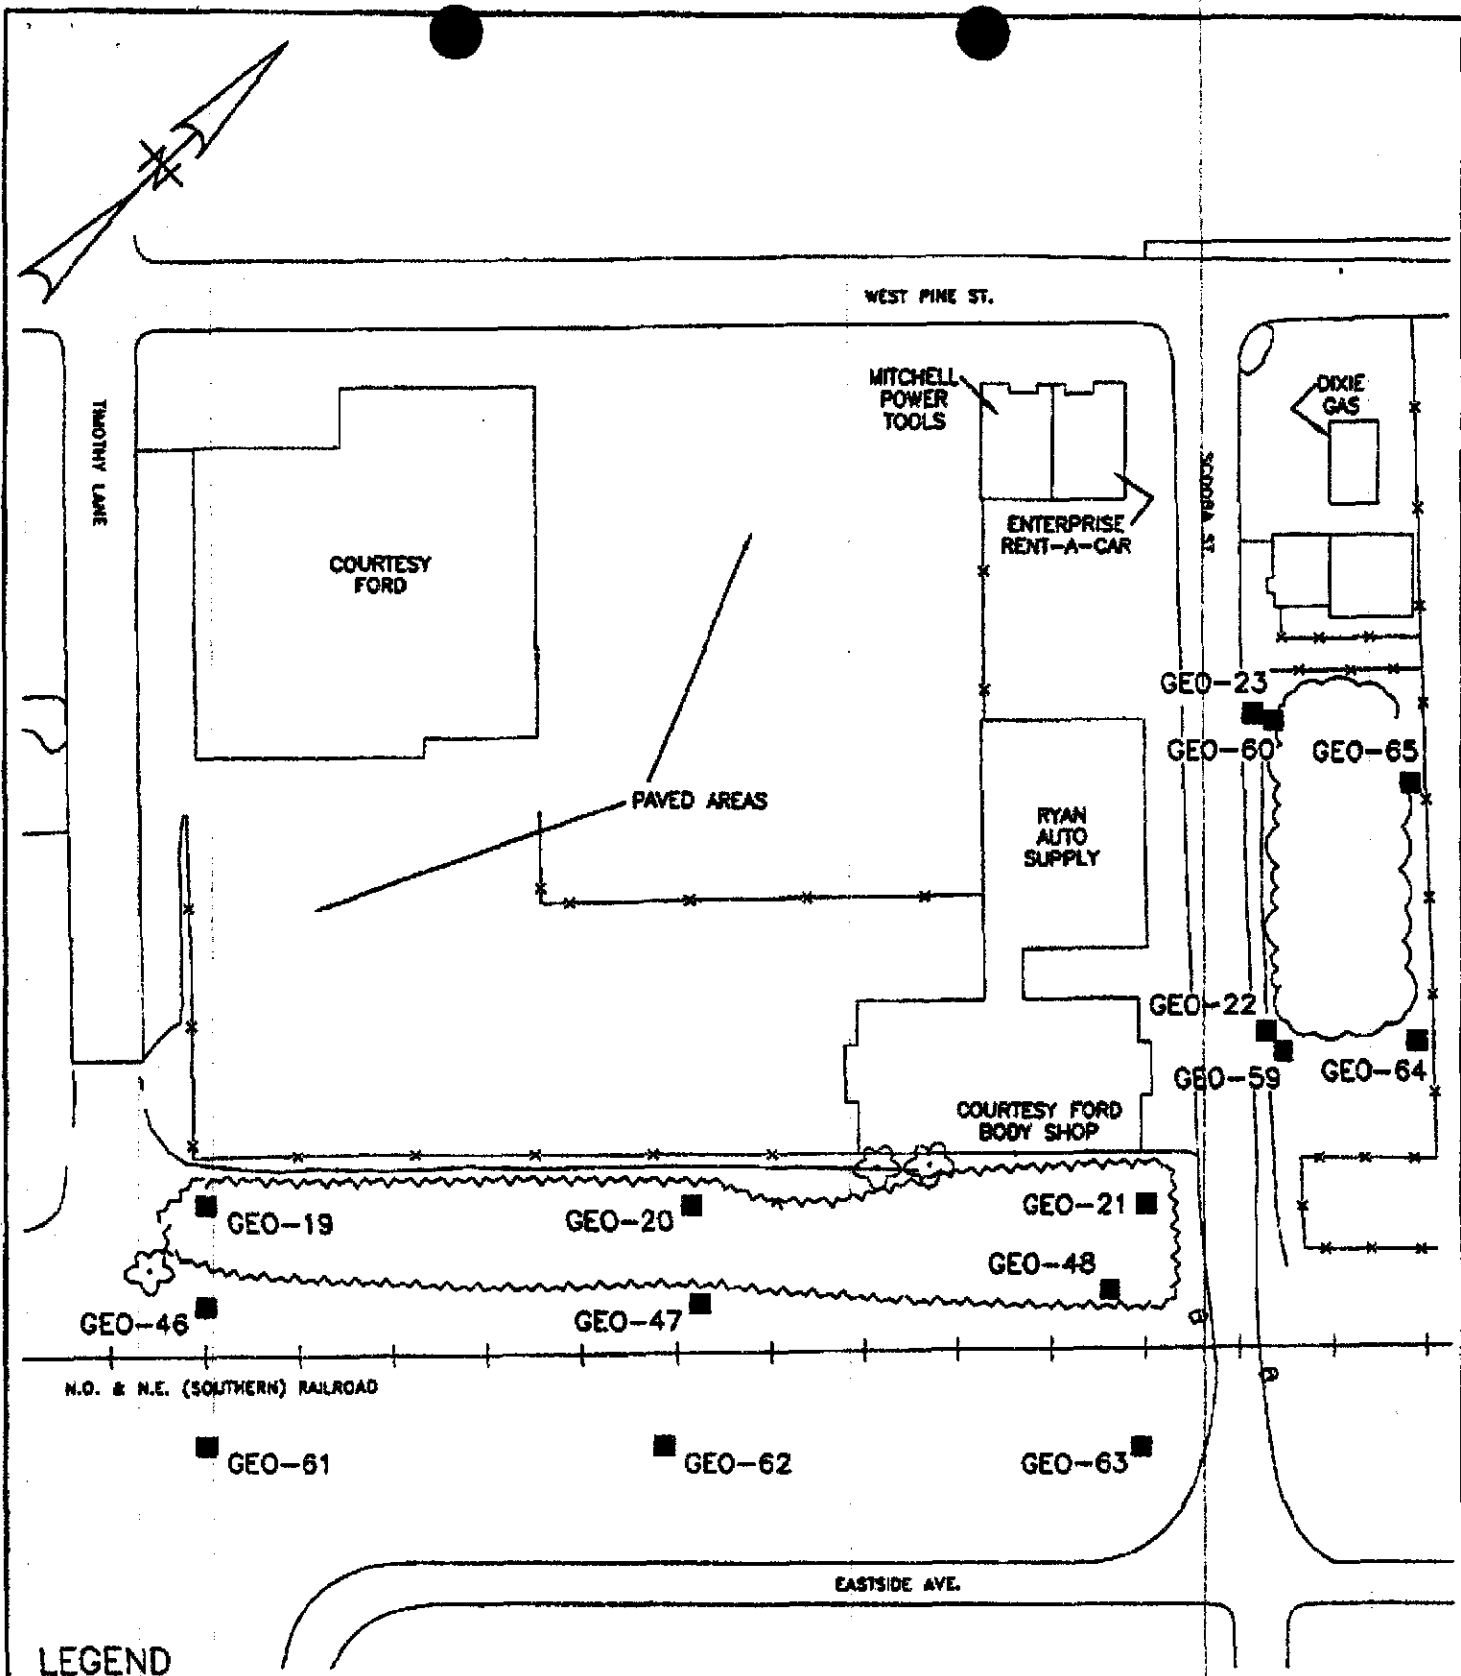 N
WEST PINE ST.
TIMOTHY LANE
MITCHELL
POWER
TOOLS
DIXIE
GAS
SCOOBA ST
ENTERPRISE
RENT-A-CAR
COURTESY
FORD
GEO-23
GEO-60
GEO-65
PAVED AREAS
RYAN
AUTO
SUPPLY
GEO-22
GEO-59
GEO-64
COURTESY FORD
BODY SHOP
GEO-19
GEO-20
GEO-21
GEO-48
GEO-46
GEO-47
N.O. & N.E. (SOUTHERN) RAILROAD
GEO-61
GEO-62
GEO-63
EASTSIDE AVE.
LEGEND